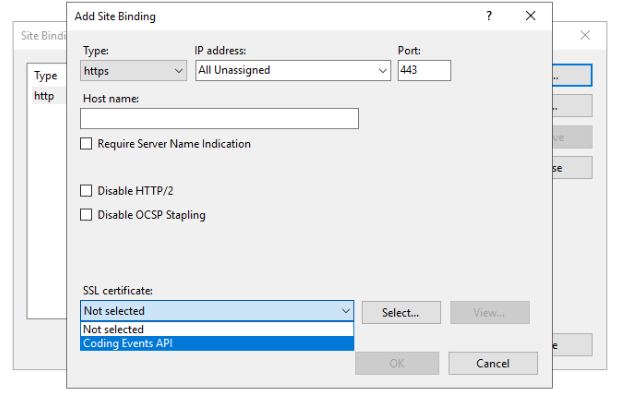 Add Site Binding
?
Site Bindi
Type: IP address: Port:
https All Unassigned 443
Type
http
Host name:
Require Server Name Indication
Disable HTTP/2
Disable OCSP Stapling
SSL certificate:
Not selected Select... View...
Not selected
Coding Events API
OK Cancel
...
...
ve
se
e